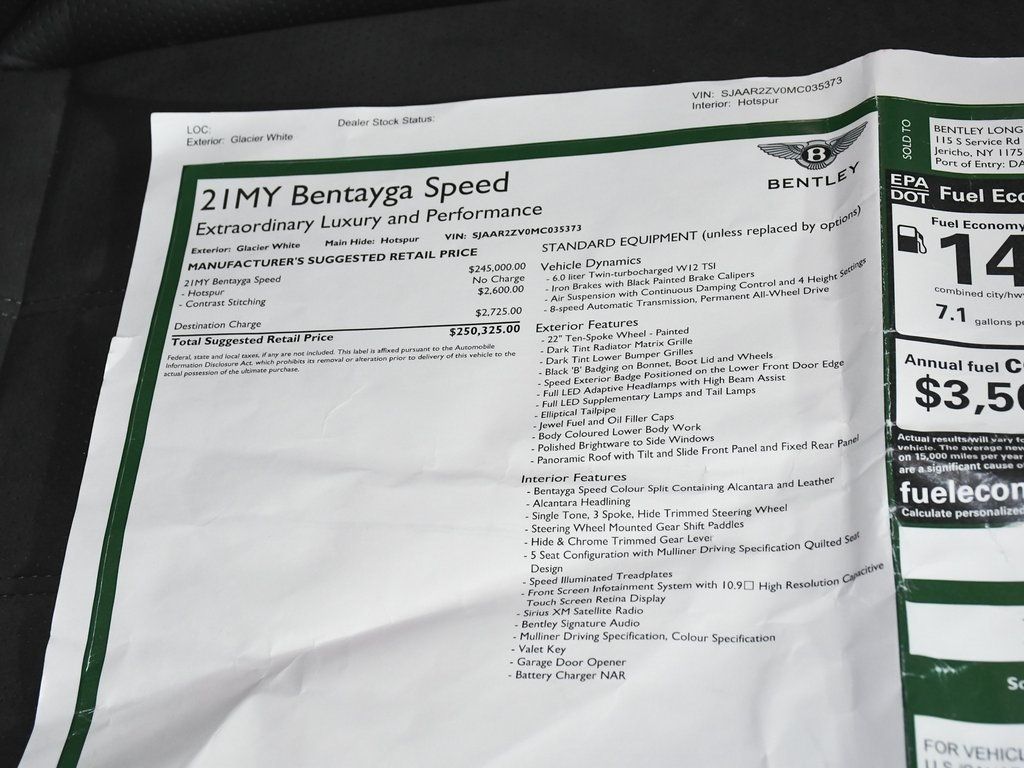 LOC:
Exterior: Glacier White
Dealer Stock Status:
VIN: SJAAR2ZV0MC035373
Interior: Hotspur
21MY Bentayga Speed
Extraordinary Luxury and Performance
B
BENTLEY
Exterior: Glacier White Main Hide: Hotspur VIN: SJAAR2ZV0MC035373
MANUFACTURER'S SUGGESTED RETAIL PRICE
21MY Bentayga Speed $245,000.00
- Hotspur No Charge
- Contrast Stitching $2,600.00
Destination Charge $2,725.00
Total Suggested Retail Price $250,325.00
Federal, state and local taxes, if any are not included. This label is affixed pursuant to the Automobile
Information Disclosure Act, which prohibits its removal or alteration prior to delivery of this vehicle to the
actual possession of the ultimate purchase.
STANDARD EQUIPMENT (unless replaced by options)
Vehicle Dynamics
- 6.0 liter Twin-turbocharged W12 TSI
- Iron Brakes with Black Painted Brake Calipers
- Air Suspension with Continuous Damping Control and 4 Height Settings
- 8-speed Automatic Transmission, Permanent All-Wheel Drive
Exterior Features
- 22" Ten-Spoke Wheel - Painted
- Dark Tint Radiator Matrix Grille
- Dark Tint Lower Bumper Grilles
- Black 'B' Badging on Bonnet, Boot Lid and Wheels
- Speed Exterior Badge Positioned on the Lower Front Door Edge
- Full LED Adaptive Headlamps with High Beam Assist
- Full LED Supplementary Lamps and Tail Lamps
- Elliptical Tailpipe
- Jewel Fuel and Oil Filler Caps
- Body Coloured Lower Body Work
- Polished Brightware to Side Windows
- Panoramic Roof with Tilt and Slide Front Panel and Fixed Rear Panel
Interior Features
- Bentayga Speed Colour Split Containing Alcantara and Leather
- Alcantara Headlining
- Single Tone, 3 Spoke, Hide Trimmed Steering Wheel
- Steering Wheel Mounted Gear Shift Paddles
- Hide & Chrome Trimmed Gear Lever
- 5 Seat Configuration with Mulliner Driving Specification Quilted Seat
Design
- Speed Illuminated Treadplates
- Front Screen Infotainment System with 10.9□ High Resolution Capacitive
Touch Screen Retina Display
- Sirius XM Satellite Radio
- Bentley Signature Audio
- Mulliner Driving Specification, Colour Specification
- Valet Key
- Garage Door Opener
- Battery Charger NAR
SOLD TO
BENTLEY LONG
115 S Service Rd
Jericho, NY 1175
Port of Entry: DA
EPA
DOT Fuel Eco
Fuel Economy
14
combined city/hwy
7.1 gallons p
Annual fuel co
$3,50
Actual results will vary fo
vehicle. The average new
on 15,000 miles per year
are a significant cause o
fuelecon
Calculate personalized
So
FOR VEHICL